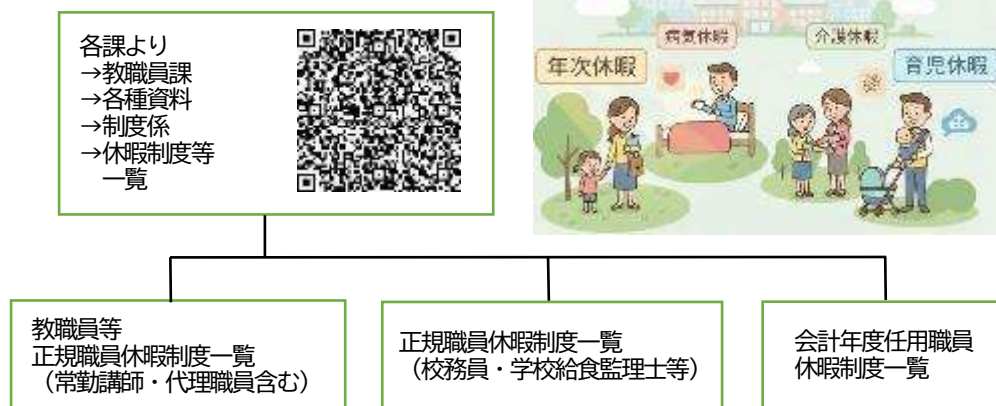 各課より
→教職員課
→各種資料
→制度係
→休暇制度等
一覧
病気休暇
介護休暇
年次休暇
育児休暇
教職員等
正規職員休暇制度一覧
（常勤講師・代理職員含む）
正規職員休暇制度一覧
（校務員・学校給食監理士等）
会計年度任用職員
休暇制度一覧